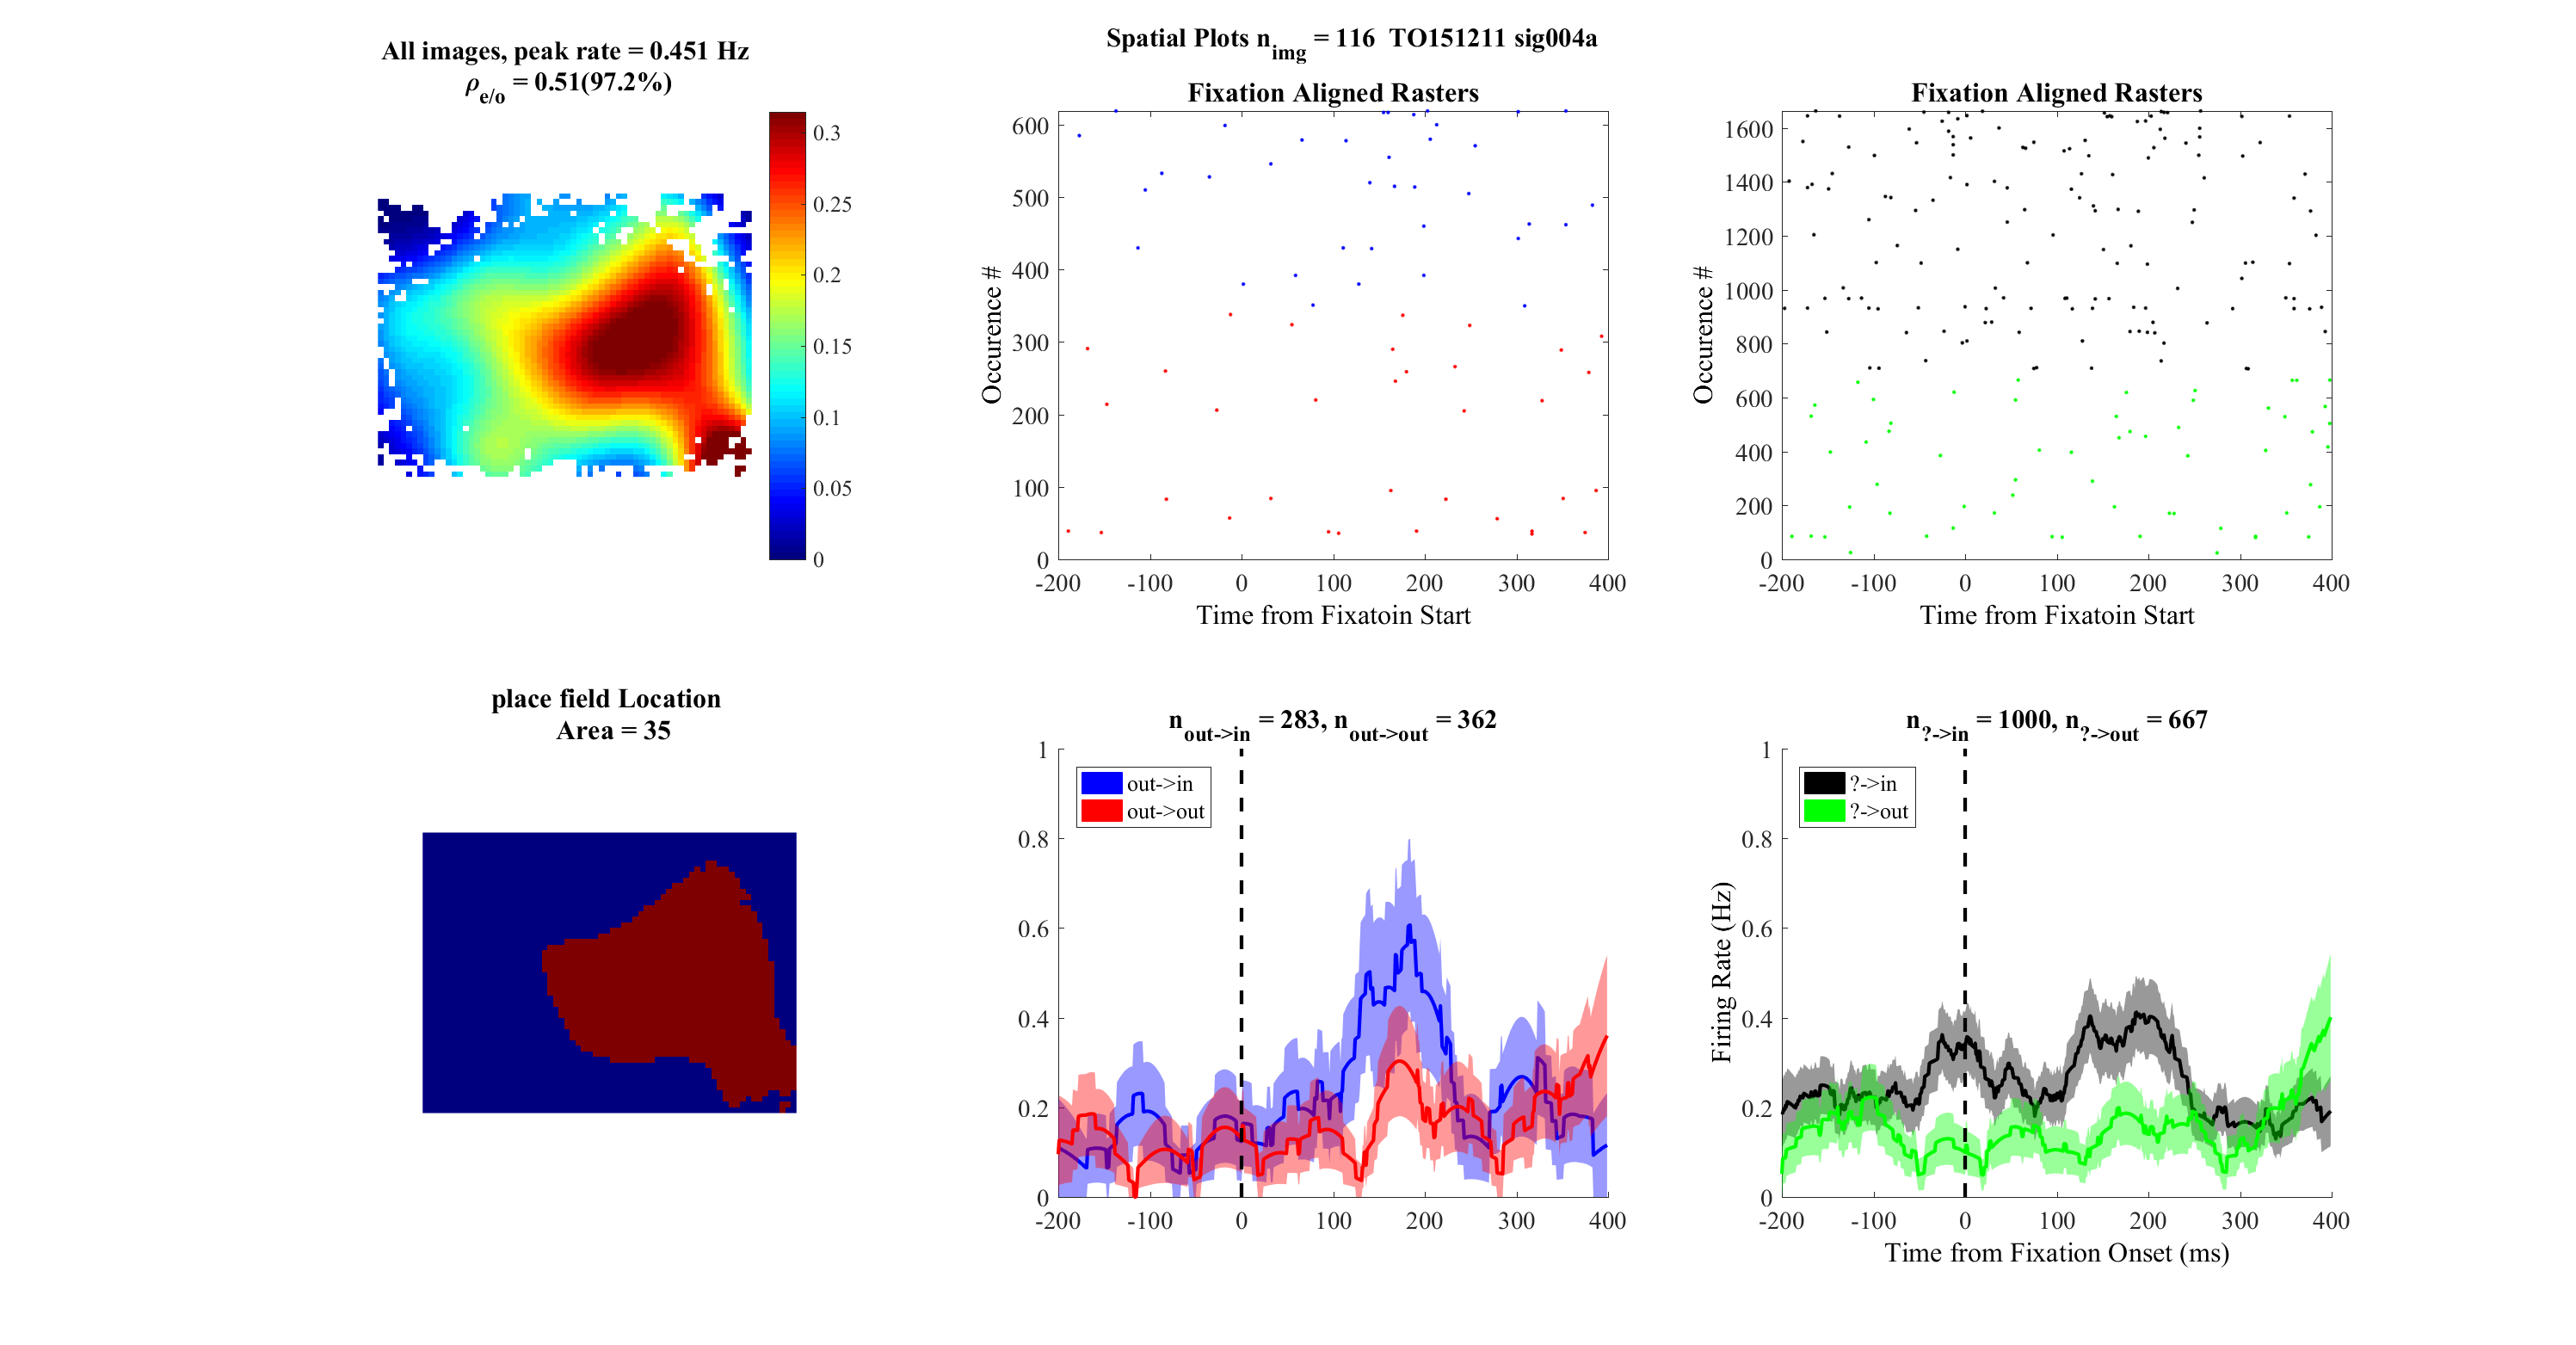 Spatial Plots n_img = 116 TO151211 sig004a
All images, peak rate = 0.451 Hz
ρ_e/o = 0.51(97.2%)
0.3
0.25
0.2
0.15
0.1
0.05
0
Fixation Aligned Rasters
Occurence #
600
500
400
300
200
100
0
-200 -100 0 100 200 300 400
Time from Fixatoin Start
Fixation Aligned Rasters
Occurence #
1600
1400
1200
1000
800
600
400
200
0
-200 -100 0 100 200 300 400
Time from Fixatoin Start
place field Location
Area = 35
n_out->in = 283, n_out->out = 362
1
0.8
0.6
0.4
0.2
0
out->in
out->out
-200 -100 0 100 200 300 400
n_?->in = 1000, n_?->out = 667
Firing Rate (Hz)
1
0.8
0.6
0.4
0.2
0
?->in
?->out
-200 -100 0 100 200 300 400
Time from Fixation Onset (ms)